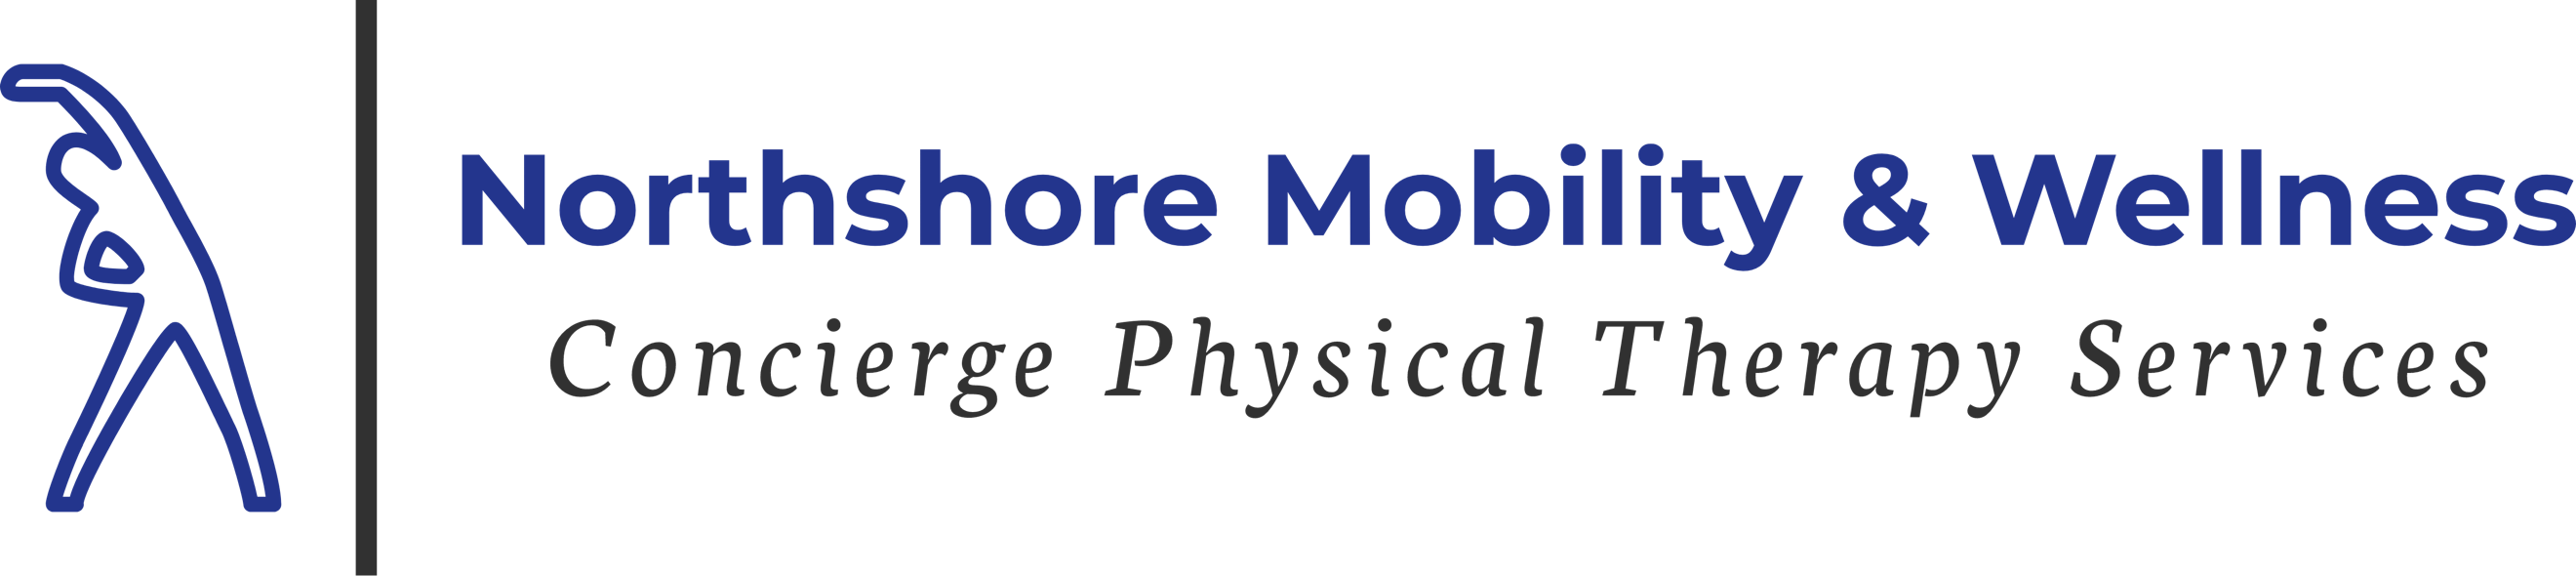 Northshore Mobility & Wellness
Concierge Physical Therapy Services